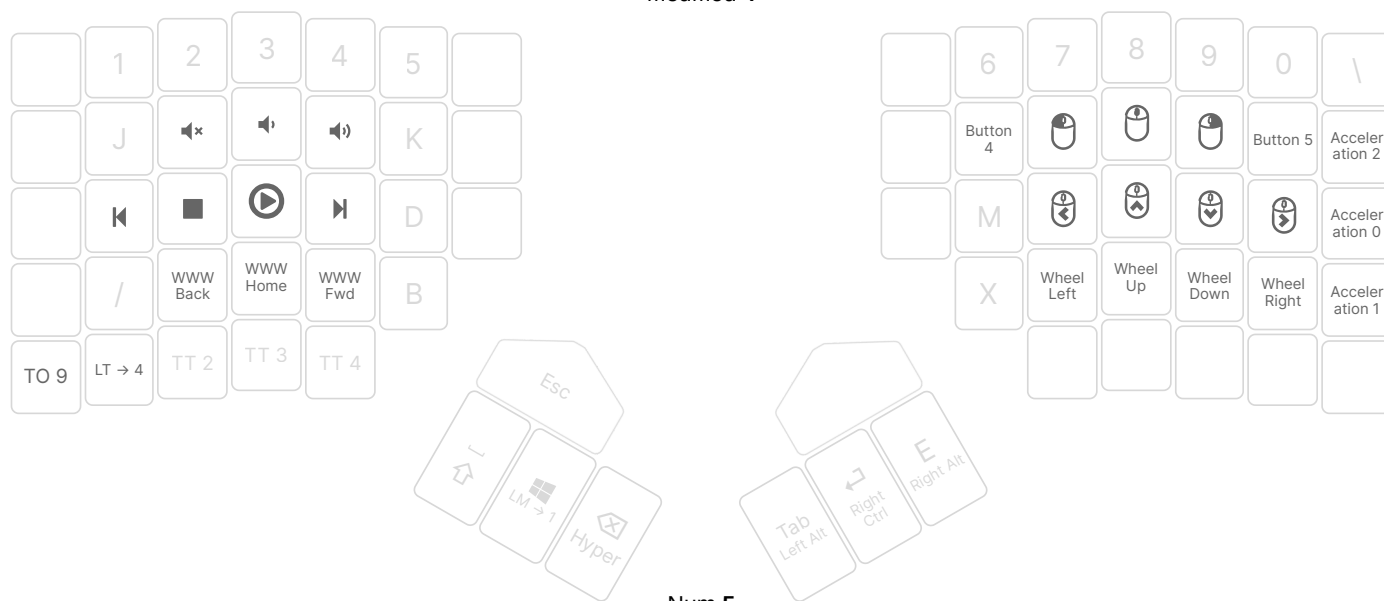 1 2 3 4 5
6 7 8 9 0 \
J K
Button
4
Button 5
Acceler
ation 2
D
M
Acceler
ation 0
/
WWW
Back
WWW
Home
WWW
Fwd
B
X
Wheel
Left
Wheel
Up
Wheel
Down
Wheel
Right
Acceler
ation 1
TO 9
LT → 4
TT 2
TT 3
TT 4
Esc
[
LM → 1
Hyper
Tab
Left Alt
Right
Ctrl
E
Right Alt
Num 5